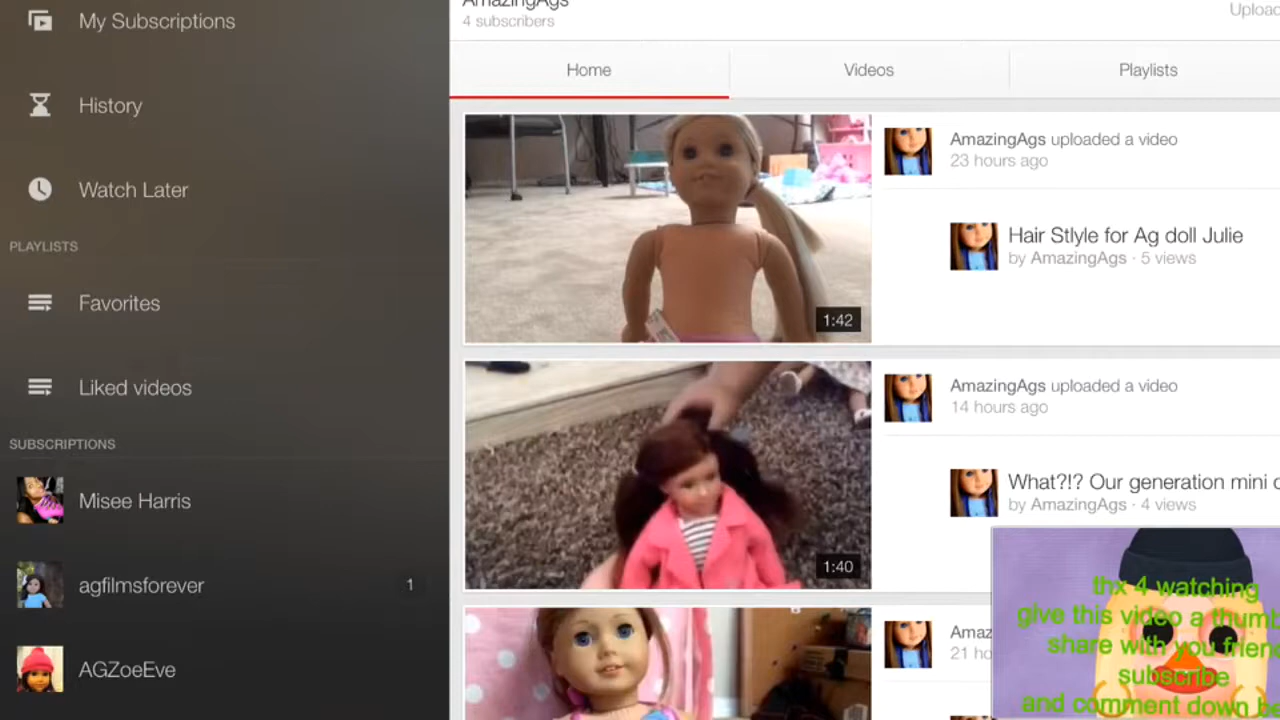 My Subscriptions
History
Watch Later
PLAYLISTS
Favorites
Liked videos
SUBSCRIPTIONS
Misee Harris
agfilmsforever 1
AGZoeEve
AmazingAgs
4 subscribers
Home Videos Playlists
1:42
AmazingAgs uploaded a video
23 hours ago
Hair Stlyle for Ag doll Julie
by AmazingAgs · 5 views
1:40
AmazingAgs uploaded a video
14 hours ago
What?!? Our generation mini
by AmazingAgs · 4 views
thx 4 watching
give this video a thumb
share with you
subscribe
and comment down